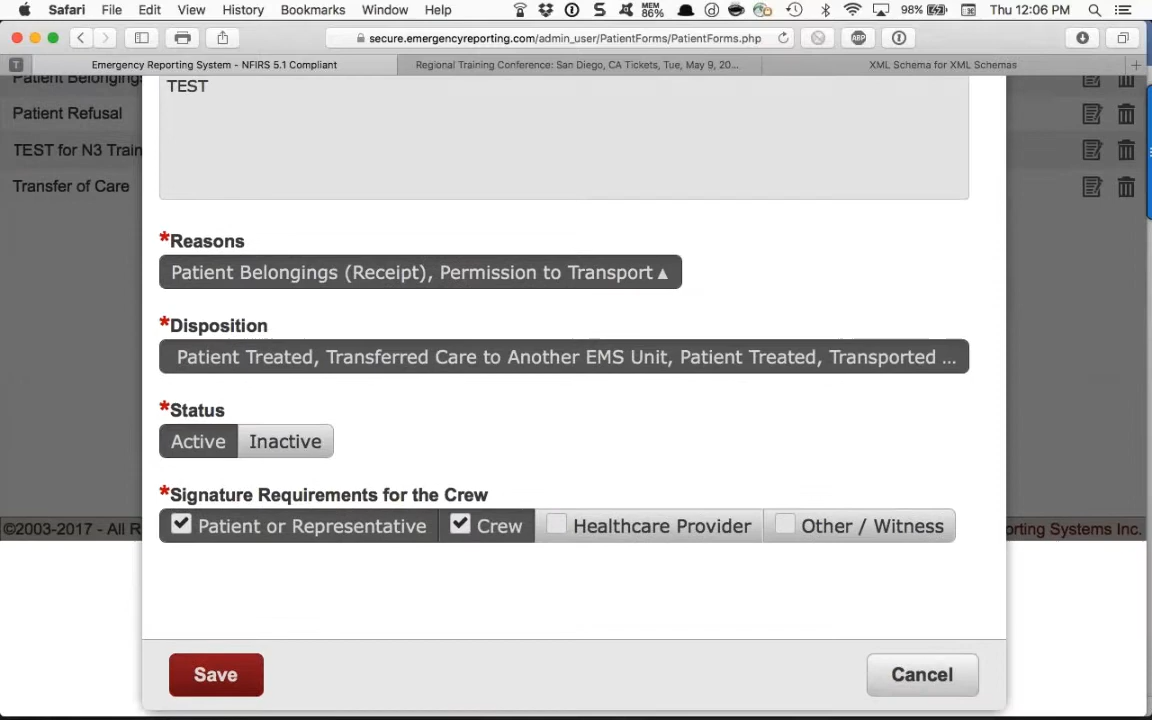 Safari File Edit View History Bookmarks Window Help MEM 86% 98% Thu 12:06 PM
secure.emergencyreporting.com/admin_user/PatientForms/PatientForms.php ABP
T Emergency Reporting System - NFIRS 5.1 Compliant Regional Training Conference: San Diego, CA Tickets, Tue, May 9, 20... XML Schema for XML Schemas
Patient Belongings
TEST
Patient Refusal
TEST for N3 Train
Transfer of Care
*Reasons
Patient Belongings (Receipt), Permission to Transport ▲
*Disposition
Patient Treated, Transferred Care to Another EMS Unit, Patient Treated, Transported ...
*Status
Active Inactive
*Signature Requirements for the Crew
Patient or Representative Crew Healthcare Provider Other / Witness
©2003-2017 - All R
orting Systems Inc.
Save Cancel